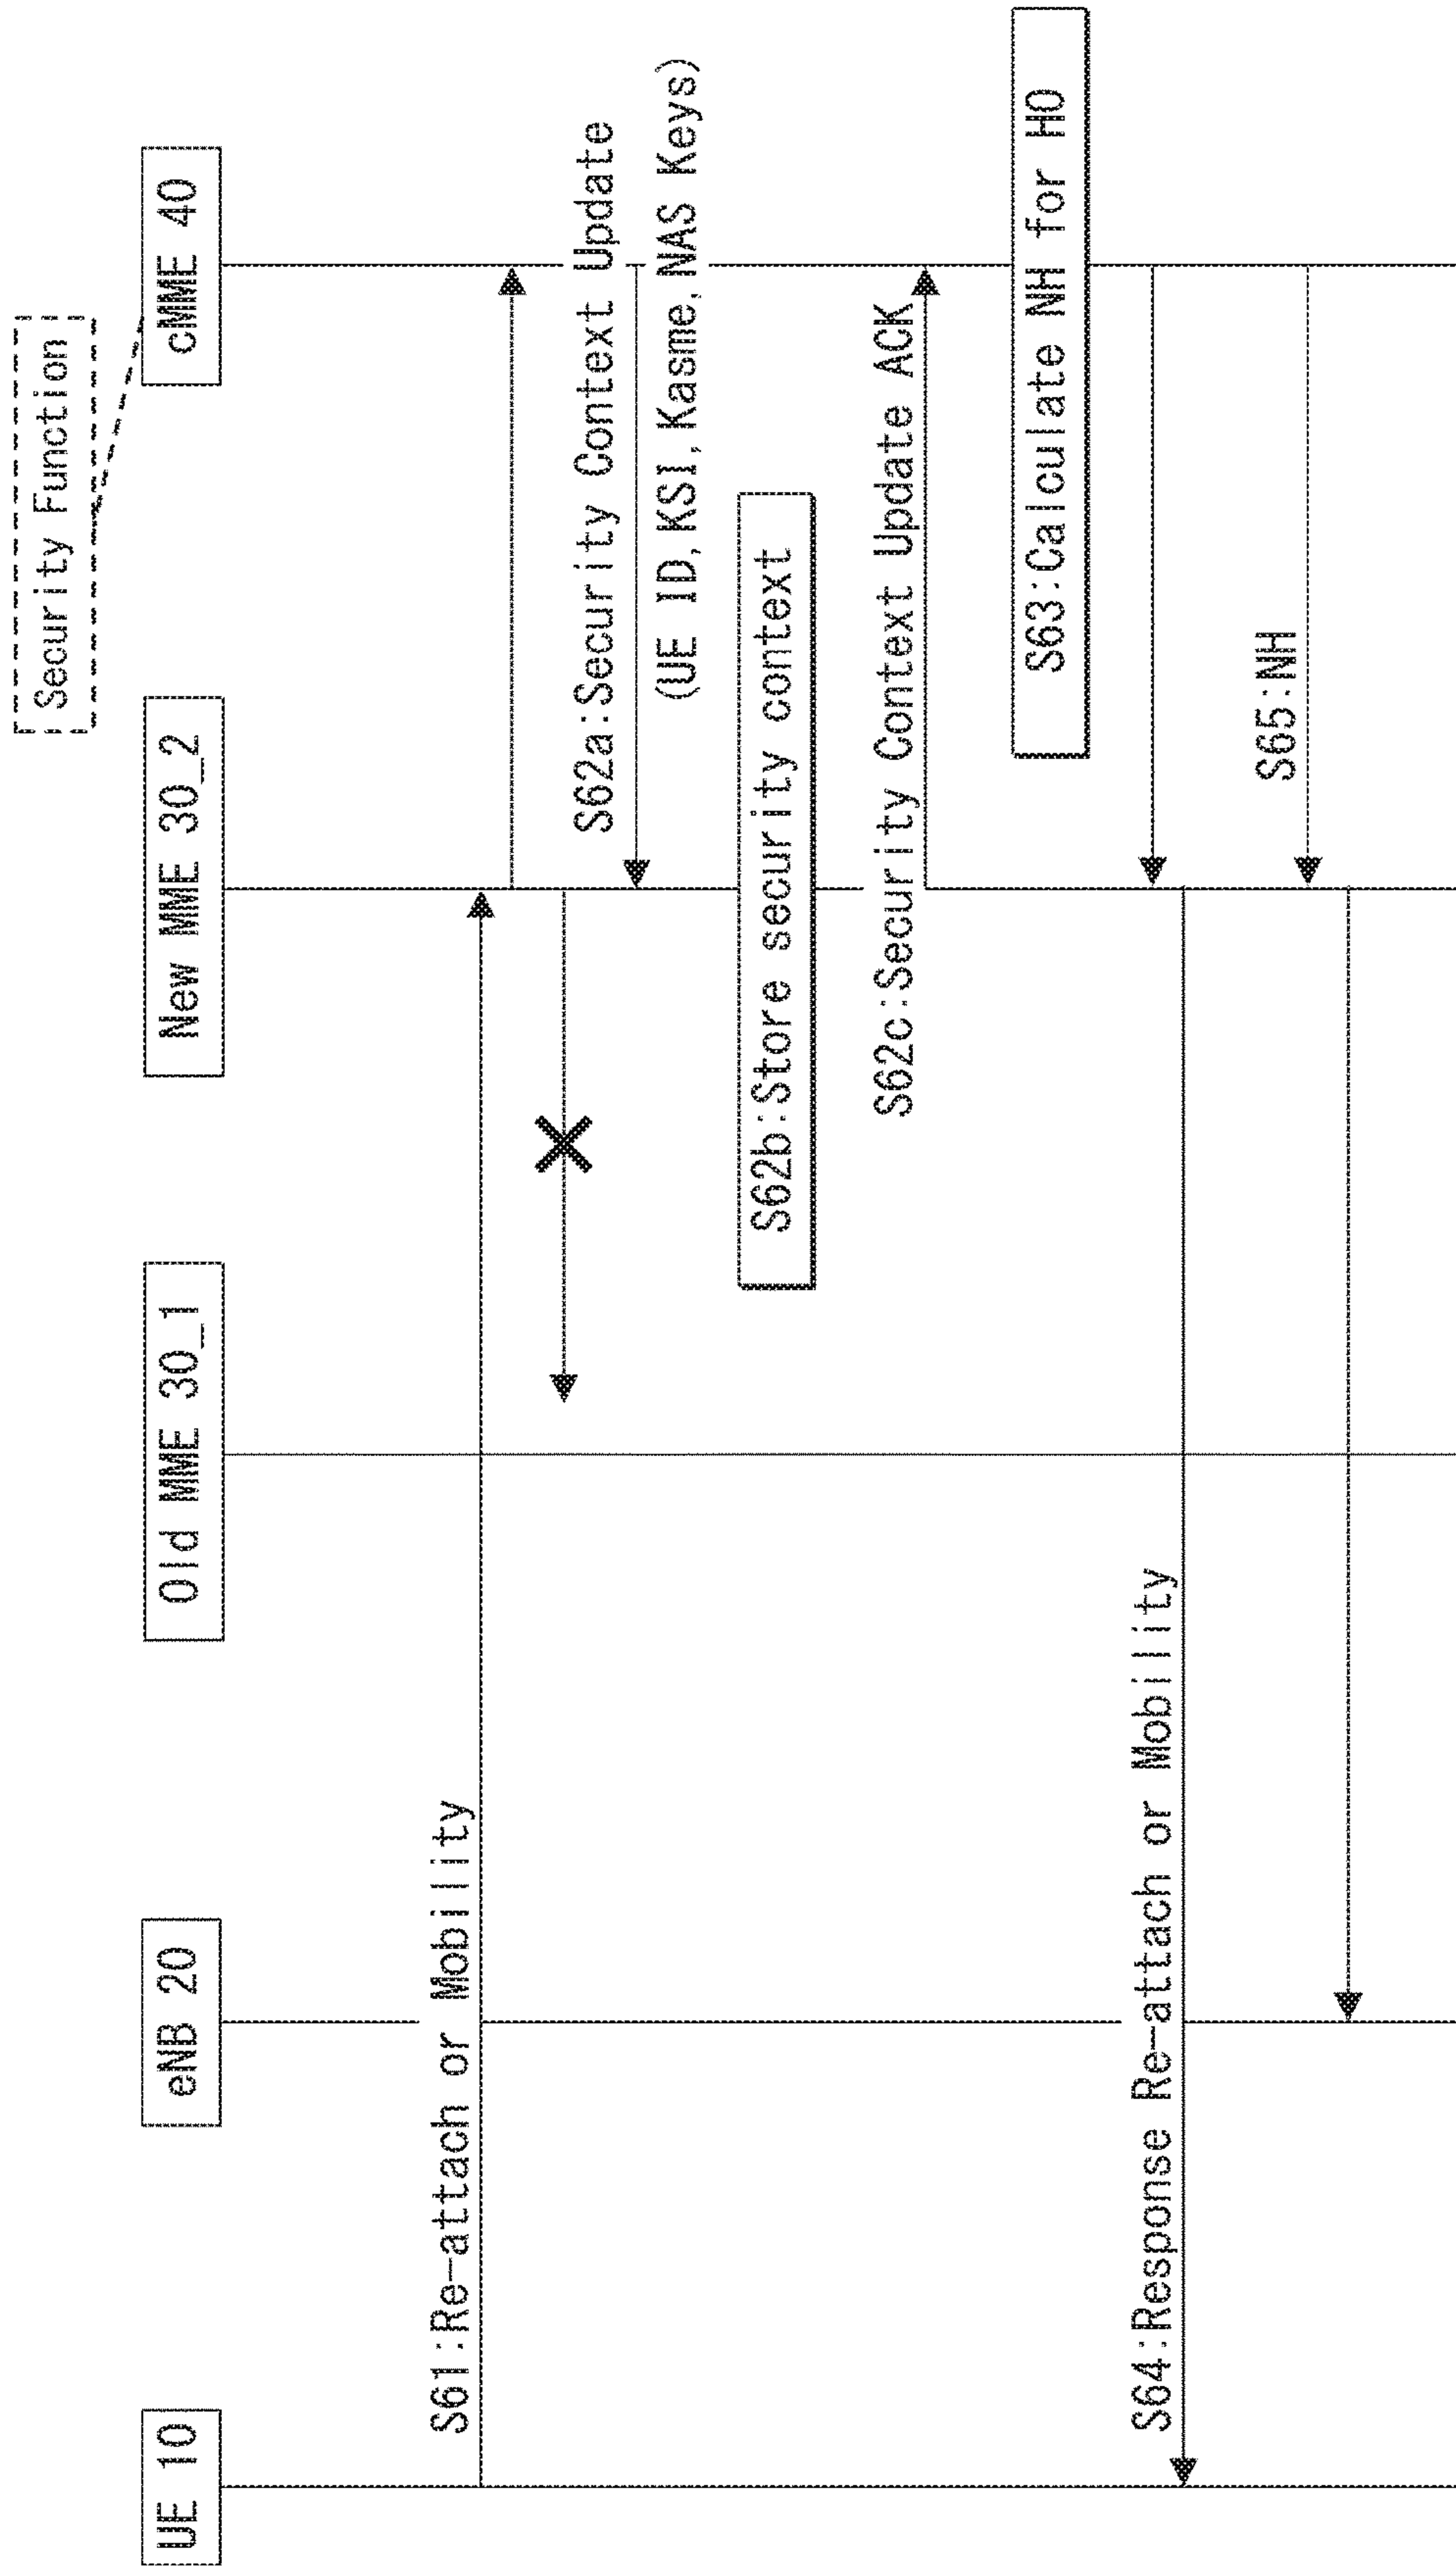 Security Function
UE 10
eNB 20
Old MME 30_1
New MME 30_2
cMME 40
S61:Re-attach or Mobility
S62a:Security Context Update
(UE ID, KSI, Kasme, NAS Keys)
S62b:Store security context
S62c:Security Context Update ACK
S63:Calculate NH for HO
S64:Response Re-attach or Mobility
S65:NH